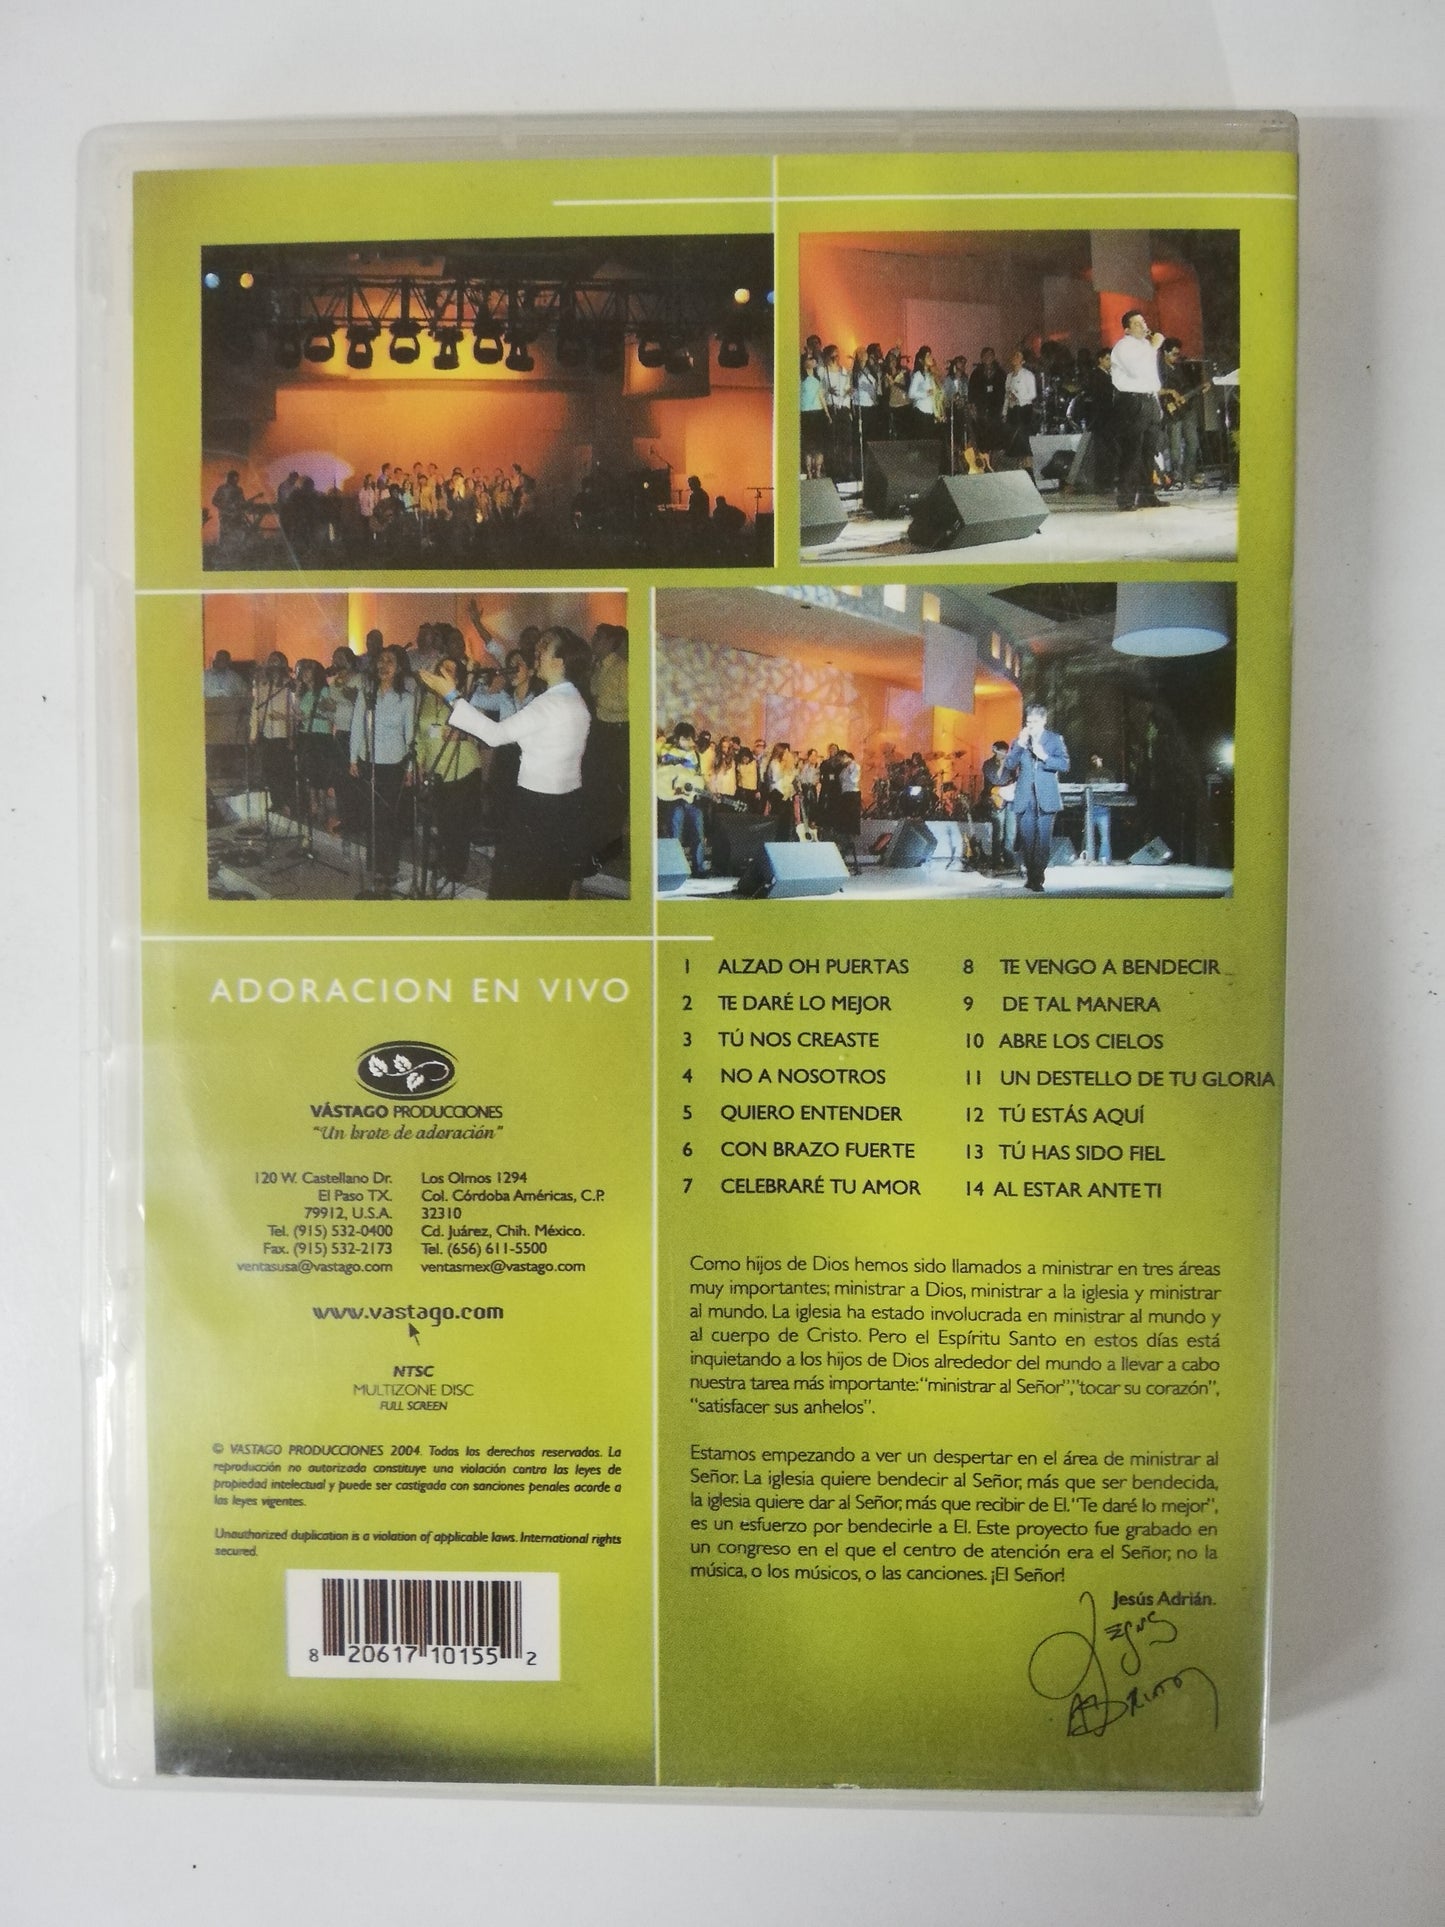 ADORACION EN VIVO
VÁSTAGO PRODUCCIONES
"Un brote de adoración"
120 W. Castellano Dr.
El Paso TX.
79912, U.S.A.
Tel. (915) 532-0400
Fax. (915) 532-2173
ventasusa@vastago.com
Los Olmos 1294
Col. Córdoba Américas, C.P.
32310
Cd. Juárez, Chih. México.
Tel. (656) 611-5500
ventasmex@vastago.com
www.vastago.com
NTSC
MULTIZONE DISC
FULL SCREEN
© VASTAGO PRODUCCIONES 2004. Todos los derechos reservados. La
reproducción no autorizada constituye una violación contra las leyes de
propiedad intelectual y puede ser castigada con sanciones penales acorde a
las leyes vigentes.
Unauthorized duplication is a violation of applicable laws. International rights
secured.
8 20617 10155 2
1 ALZAD OH PUERTAS
2 TE DARÉ LO MEJOR
3 TÚ NOS CREASTE
4 NO A NOSOTROS
5 QUIERO ENTENDER
6 CON BRAZO FUERTE
7 CELEBRARÉ TU AMOR
8 TE VENGO A BENDECIR
9 DE TAL MANERA
10 ABRE LOS CIELOS
11 UN DESTELLO DE TU GLORIA
12 TÚ ESTÁS AQUÍ
13 TÚ HAS SIDO FIEL
14 AL ESTAR ANTE TI
Como hijos de Dios hemos sido llamados a ministrar en tres áreas
muy importantes; ministrar a Dios, ministrar a la iglesia y ministrar
al mundo. La iglesia ha estado involucrada en ministrar al mundo y
al cuerpo de Cristo. Pero el Espíritu Santo en estos días está
inquietando a los hijos de Dios alrededor del mundo a llevar a cabo
nuestra tarea más importante: "ministrar al Señor", "tocar su corazón",
"satisfacer sus anhelos".
Estamos empezando a ver un despertar en el área de ministrar al
Señor. La iglesia quiere bendecir al Señor, más que ser bendecida,
la iglesia quiere dar al Señor, más que recibir de El. "Te daré lo mejor",
es un esfuerzo por bendecirle a El. Este proyecto fue grabado en
un congreso en el que el centro de atención era el Señor, no la
música, o los músicos, o las canciones. ¡El Señor!
Jesús Adrián.
Jesus
Adrian